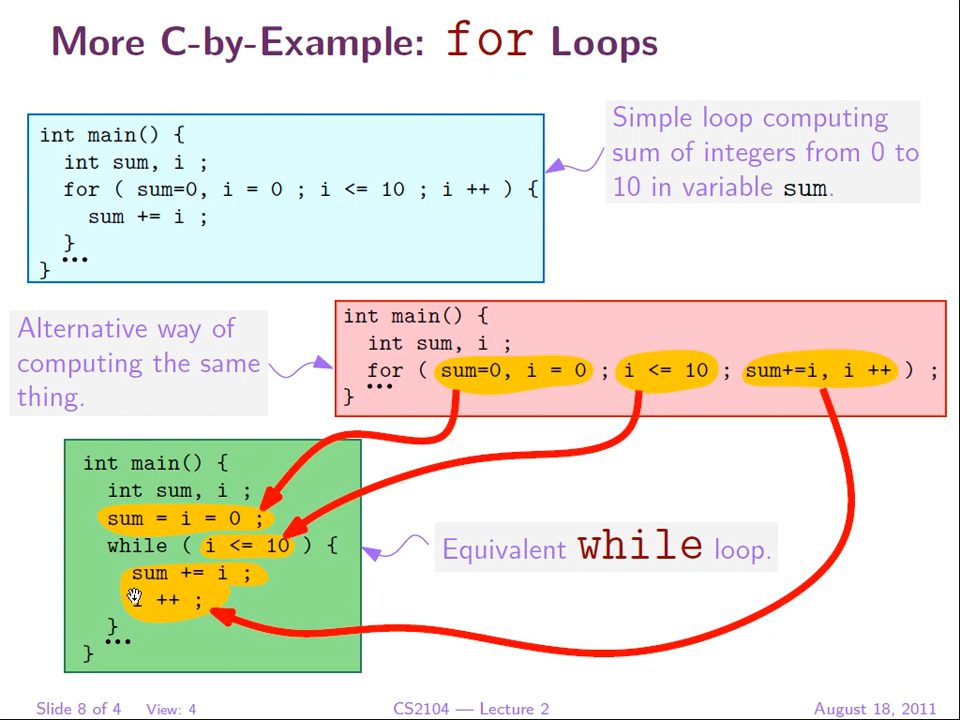 More C-by-Example: for Loops
int main() {
int sum, i ;
for ( sum=0, i = 0 ; i <= 10 ; i ++ ) {
sum += i ;
}
...
}
Simple loop computing
sum of integers from 0 to
10 in variable sum.
Alternative way of
computing the same
thing.
int main() {
int sum, i ;
for ( sum=0, i = 0 ; i <= 10 ; sum+=i, i ++ ) ;
...
}
int main() {
int sum, i ;
sum = i = 0 ;
while ( i <= 10 ) {
sum += i ;
i ++ ;
}
...
}
Equivalent while loop.
Slide 8 of 4 View: 4 CS2104 — Lecture 2 August 18, 2011